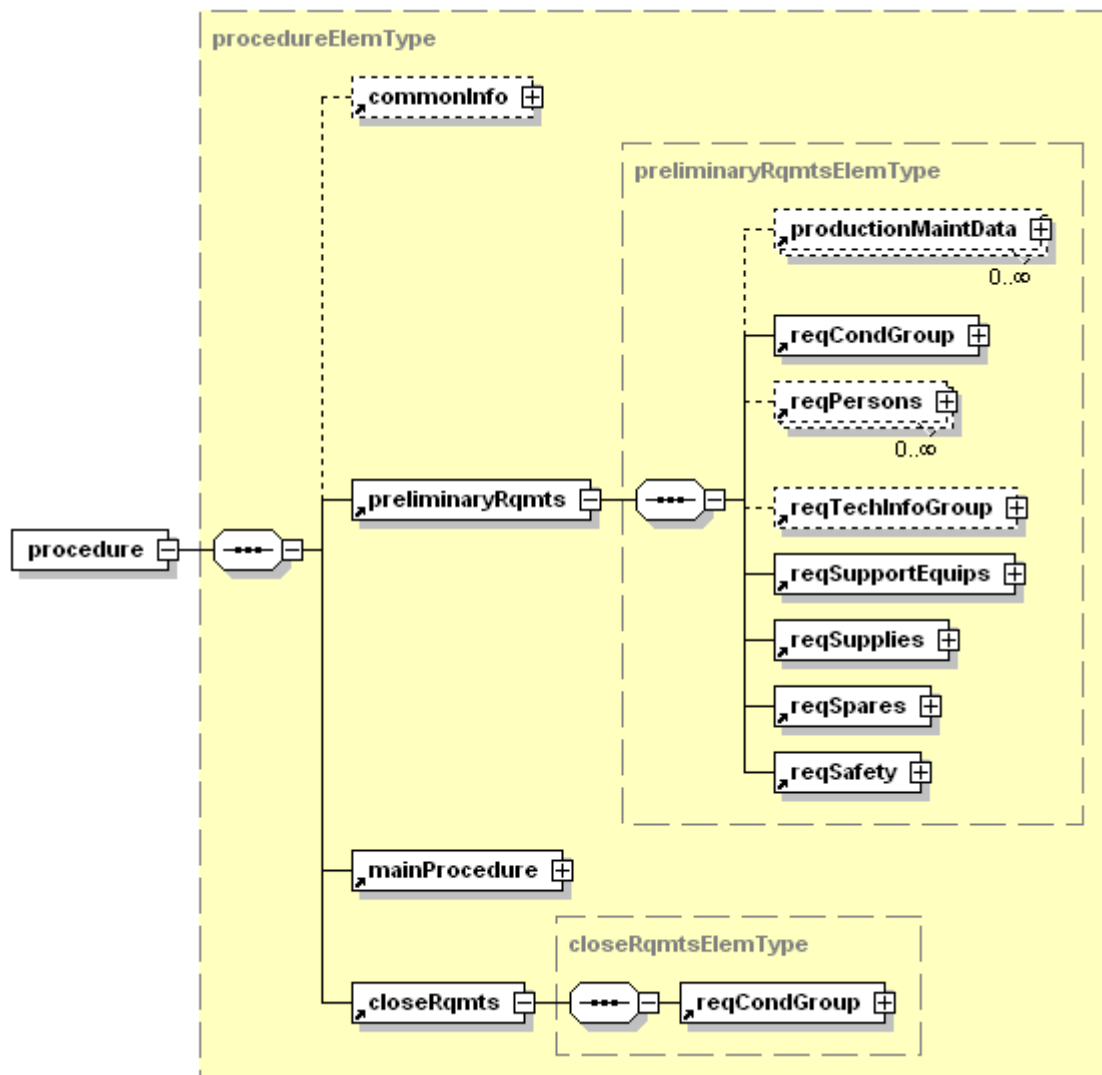 procedureElemType
commonInfo
preliminaryRqmtsElemType
productionMaintData
0..∞
reqCondGroup
reqPersons
0..∞
preliminaryRqmts
reqTechInfoGroup
procedure
reqSupportEquips
reqSupplies
reqSpares
reqSafety
mainProcedure
closeRqmtsElemType
closeRqmts
reqCondGroup